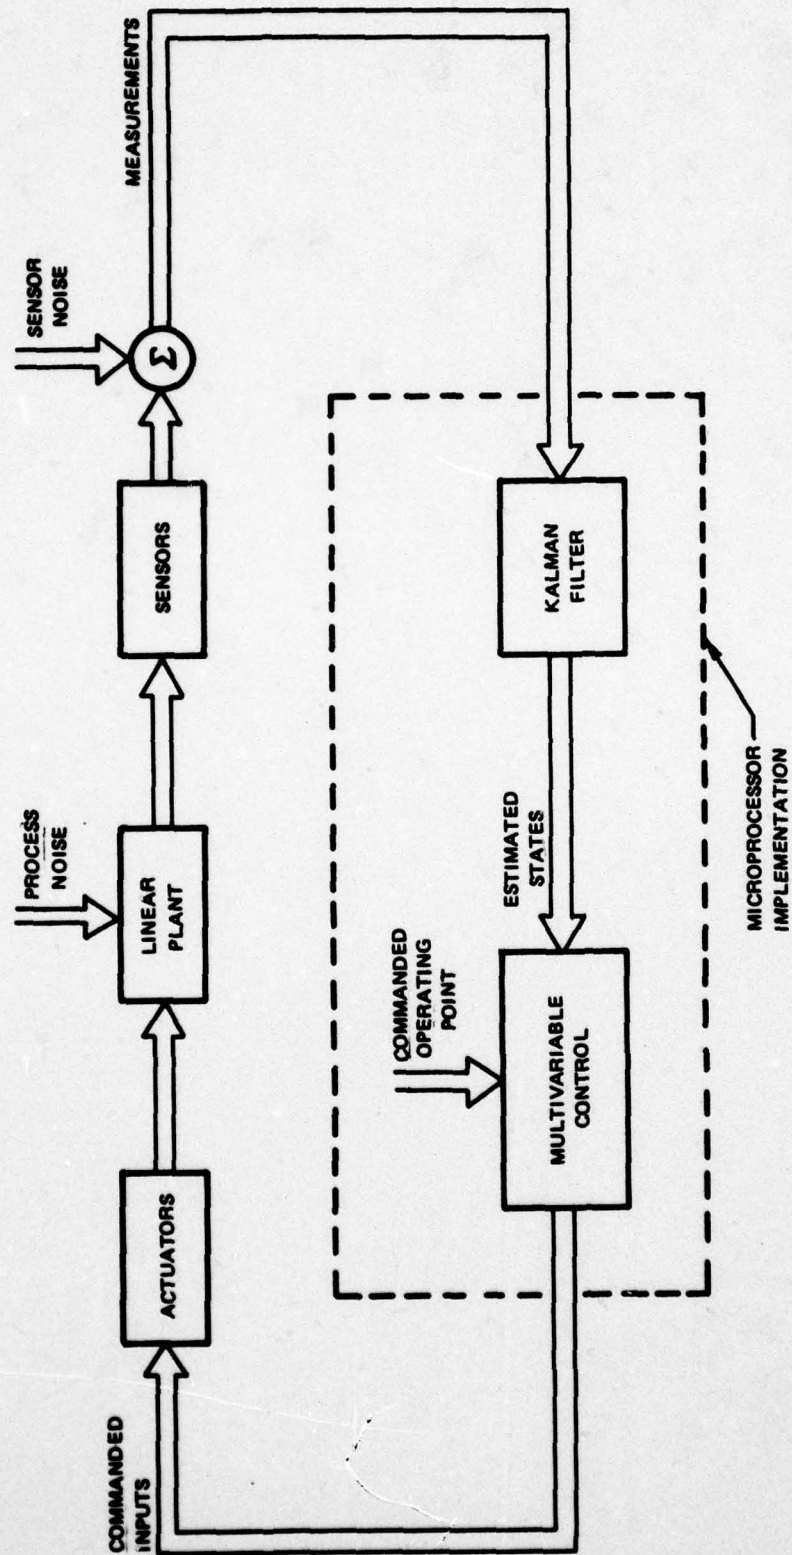 COMMANDED
INPUTS
ACTUATORS
PROCESS
NOISE
LINEAR
PLANT
SENSORS
SENSOR
NOISE
Σ
MEASUREMENTS
COMMANDED
OPERATING
POINT
MULTIVARIABLE
CONTROL
ESTIMATED
STATES
KALMAN
FILTER
MICROPROCESSOR
IMPLEMENTATION